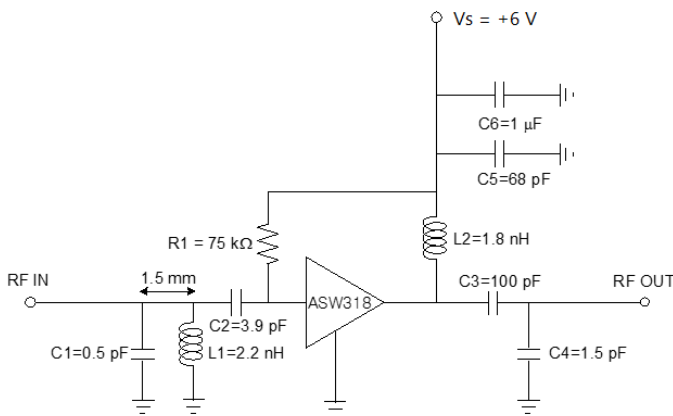 Vs = +6 V
C6=1 μF
C5=68 pF
R1 = 75 kΩ
L2=1.8 nH
RF IN
1.5 mm
C3=100 pF
RF OUT
ASW318
C2=3.9 pF
C1=0.5 pF
L1=2.2 nH
C4=1.5 pF